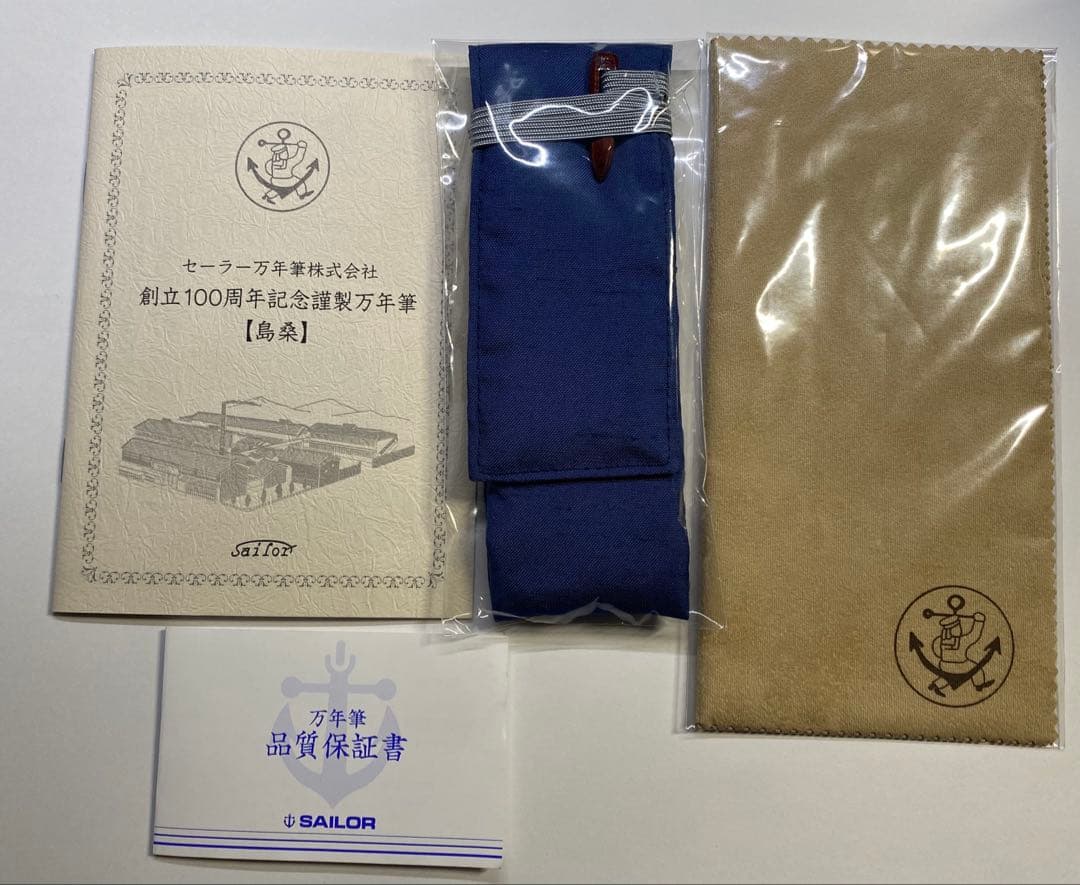 セーラー万年筆株式会社
創立100周年記念謹製万年筆
【島桑】
Sailor
万年筆
品質保証書
SAILOR